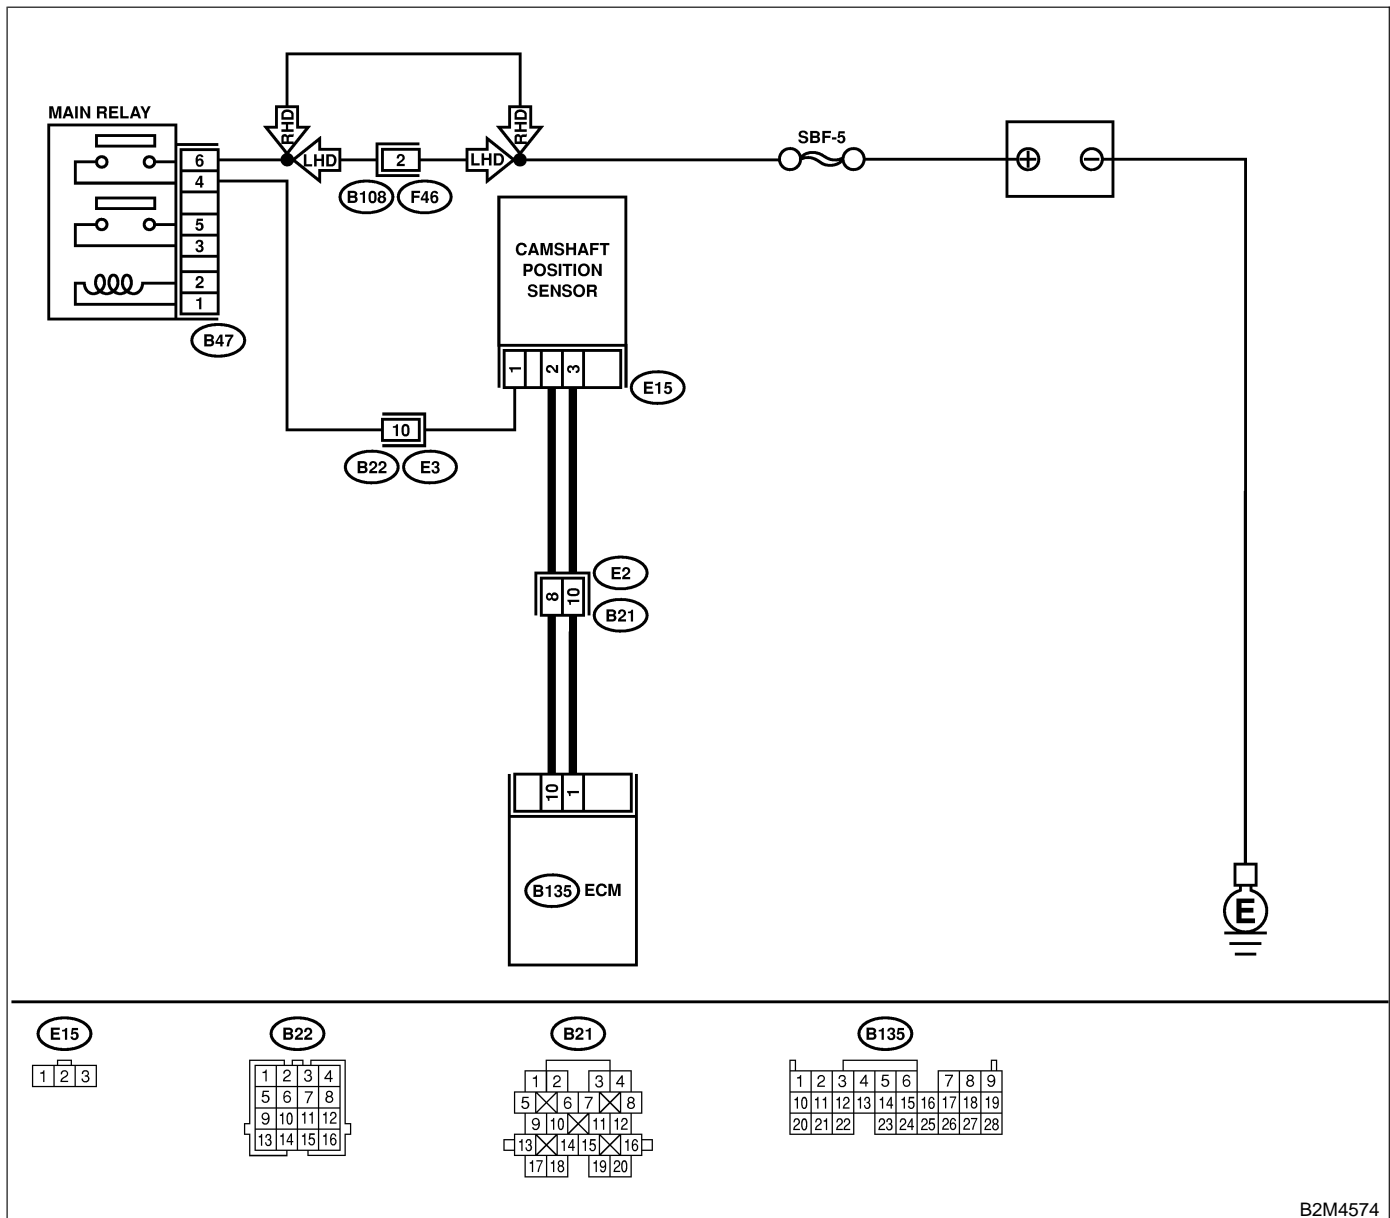 RHD
RHD
MAIN RELAY
SBF-5
6
LHD
2
LHD
4
B108
F46
5
3
CAMSHAFT
POSITION
SENSOR
2
1
B47
1
2
3
E15
10
B22
E3
E2
8
10
B21
10
1
B135
ECM
E
E15
B22
B21
B135
1 2 3
1 2 3 4
5 6 7 8
9 10 11 12
13 14 15 16
1 2 3 4
5 6 7 8
9 10 11 12
13 14 15 16
17 18 19 20
1 2 3 4 5 6 7 8 9
10 11 12 13 14 15 16 17 18 19
20 21 22 23 24 25 26 27 28
B2M4574